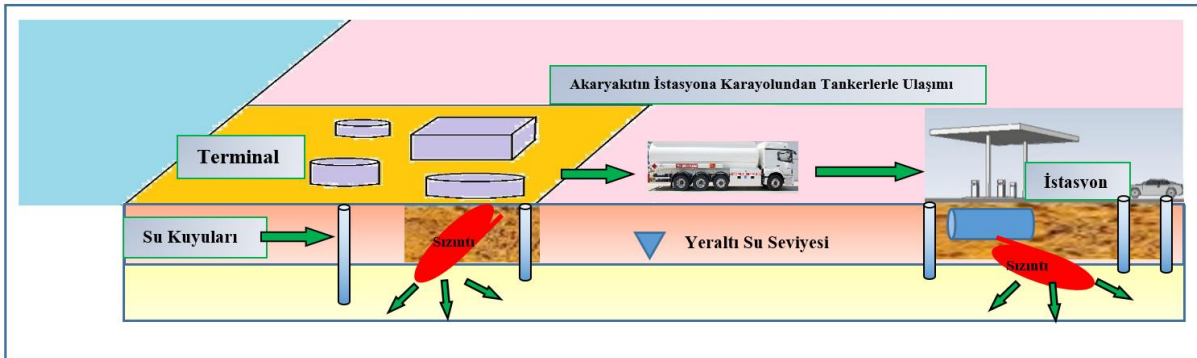 Akaryakıtın İstasyona Karayolundan Tankerlerle Ulaşımı
Terminal
İstasyon
Su Kuyuları
Sızıntı
Yeraltı Su Seviyesi
Sızıntı